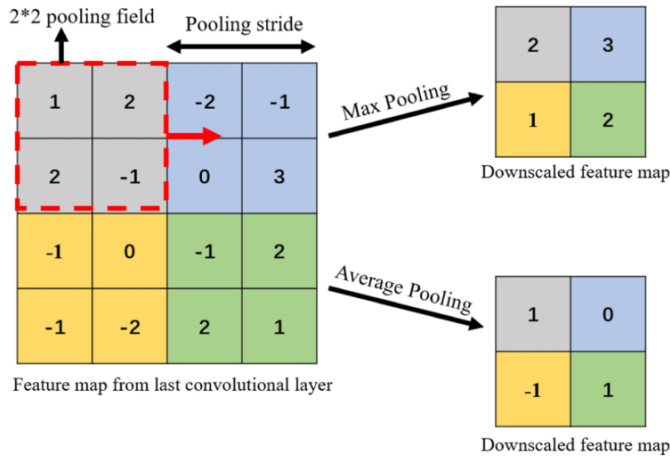 2*2 pooling field
Pooling stride
1 2 -2 -1
2 -1 0 3
-1 0 -1 2
-1 -2 2 1
Feature map from last convolutional layer
Max Pooling
2 3
1 2
Downscaled feature map
Average Pooling
1 0
-1 1
Downscaled feature map